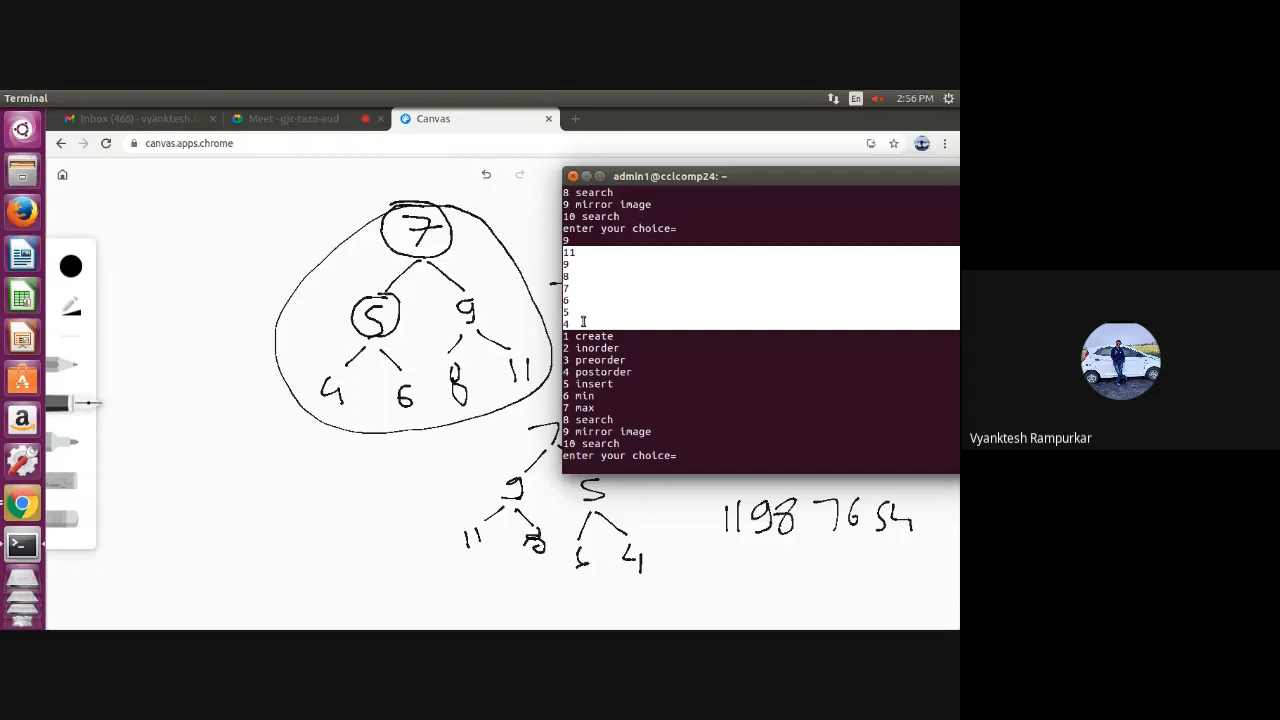 Terminal
En
2:56 PM
Inbox (466) - vyanktesh.r
Meet - gjc-tazo-aud
Canvas
canvas.apps.chrome
admin1@cclcomp24: ~
8 search
9 mirror image
10 search
enter your choice=
9
11
9
8
7
6
5
4
1 create
2 inorder
3 preorder
4 postorder
5 insert
6 min
7 max
8 search
9 mirror image
10 search
enter your choice=
7
5 9
4 6 8 11
7
9 5
11 8 6 4
11 9 8 7 6 5 4
Vyanktesh Rampurkar